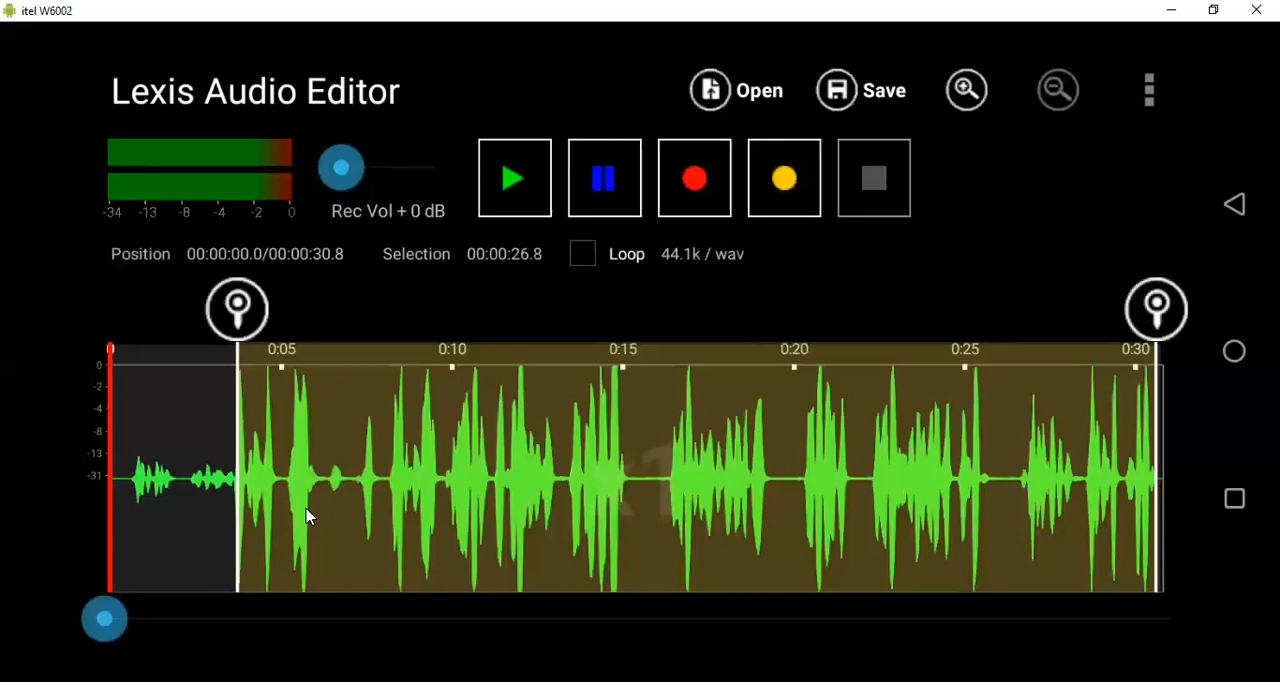 itel W6002
Lexis Audio Editor
Open
Save
-34 -13 -8 -4 -2 0
Rec Vol + 0 dB
Position 00:00:00.0/00:00:30.8 Selection 00:00:26.8 Loop 44.1k / wav
0 0:05 0:10 0:15 0:20 0:25 0:30
0
-2
-4
-8
-13
-31
x1